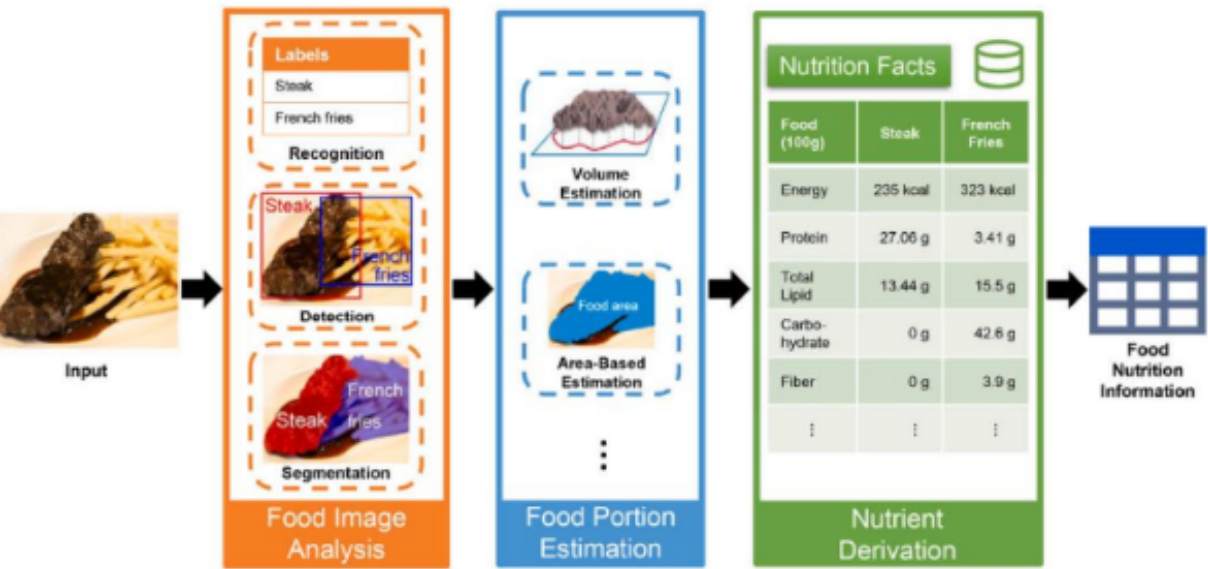 Input
Labels
Steak
French fries
Recognition
Steak
French
fries
Detection
French
Steak
fries
Segmentation
Food Image
Analysis
Volume
Estimation
Food area
Area-Based
Estimation
⋮
Food Portion
Estimation
Nutrition Facts
Food (100g) Steak French Fries
Energy 235 kcal 323 kcal
Protein 27.06 g 3.41 g
Total Lipid 13.44 g 15.5 g
Carbo-hydrate 0 g 42.6 g
Fiber 0 g 3.9 g
⋮ ⋮ ⋮
Nutrient
Derivation
Food
Nutrition
Information